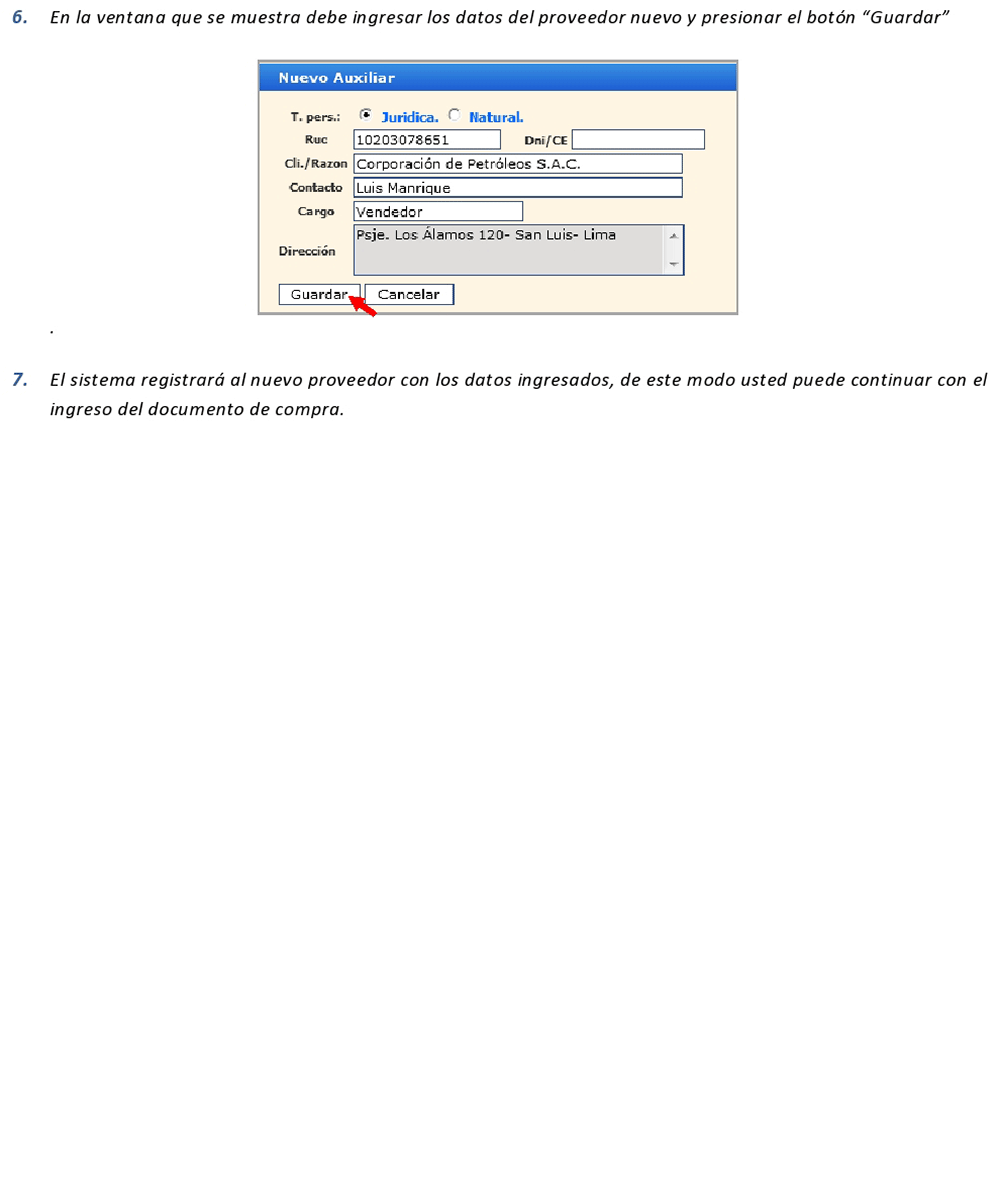 6. En la ventana que se muestra debe ingresar los datos del proveedor nuevo y presionar el botón “Guardar”
Nuevo Auxiliar
T. pers.: Juridica. Natural.
Ruc 10203078651 Dni/CE
Cli./Razon Corporación de Petróleos S.A.C.
Contacto Luis Manrique
Cargo Vendedor
Dirección Psje. Los Álamos 120- San Luis- Lima
Guardar Cancelar
.
7. El sistema registrará al nuevo proveedor con los datos ingresados, de este modo usted puede continuar con el
ingreso del documento de compra.